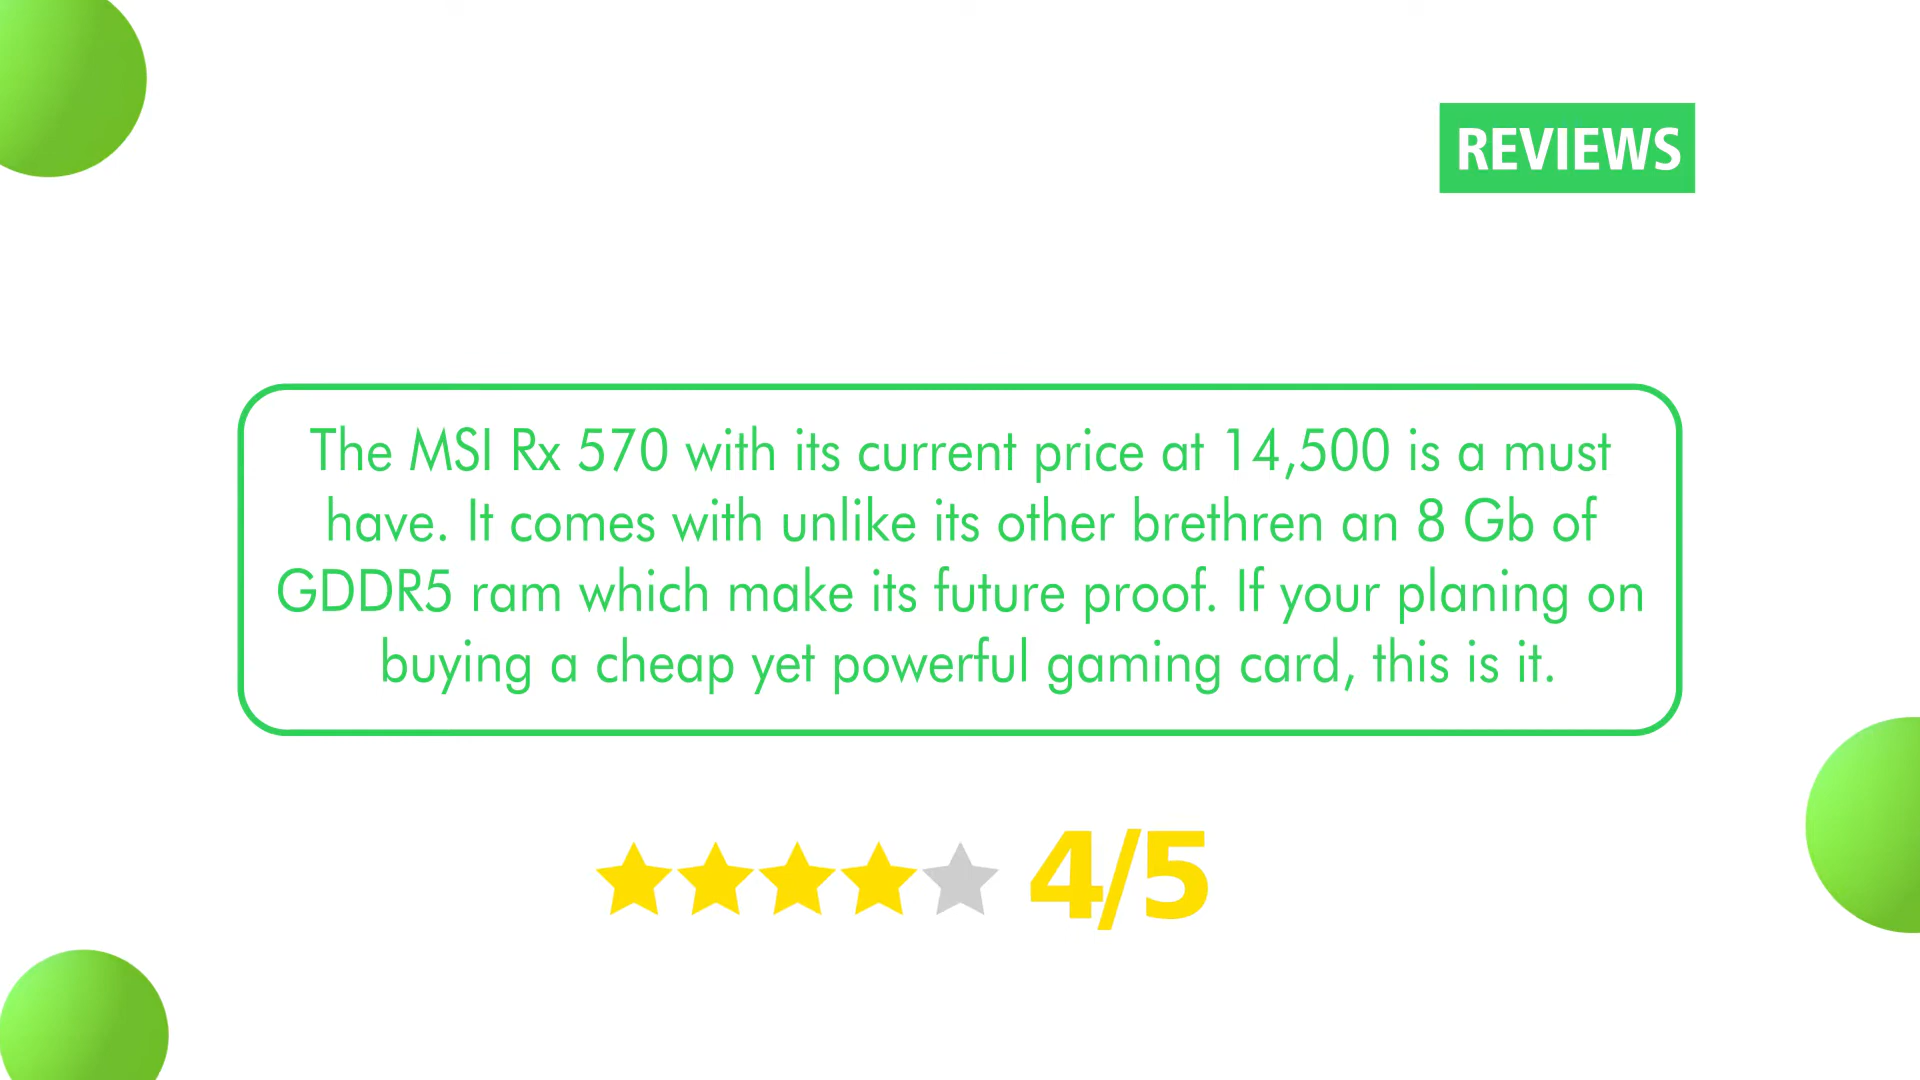 REVIEWS
The MSI Rx 570 with its current price at 14,500 is a must
have. It comes with unlike its other brethren an 8 Gb of
GDDR5 ram which make its future proof. If your planing on
buying a cheap yet powerful gaming card, this is it.
4/5